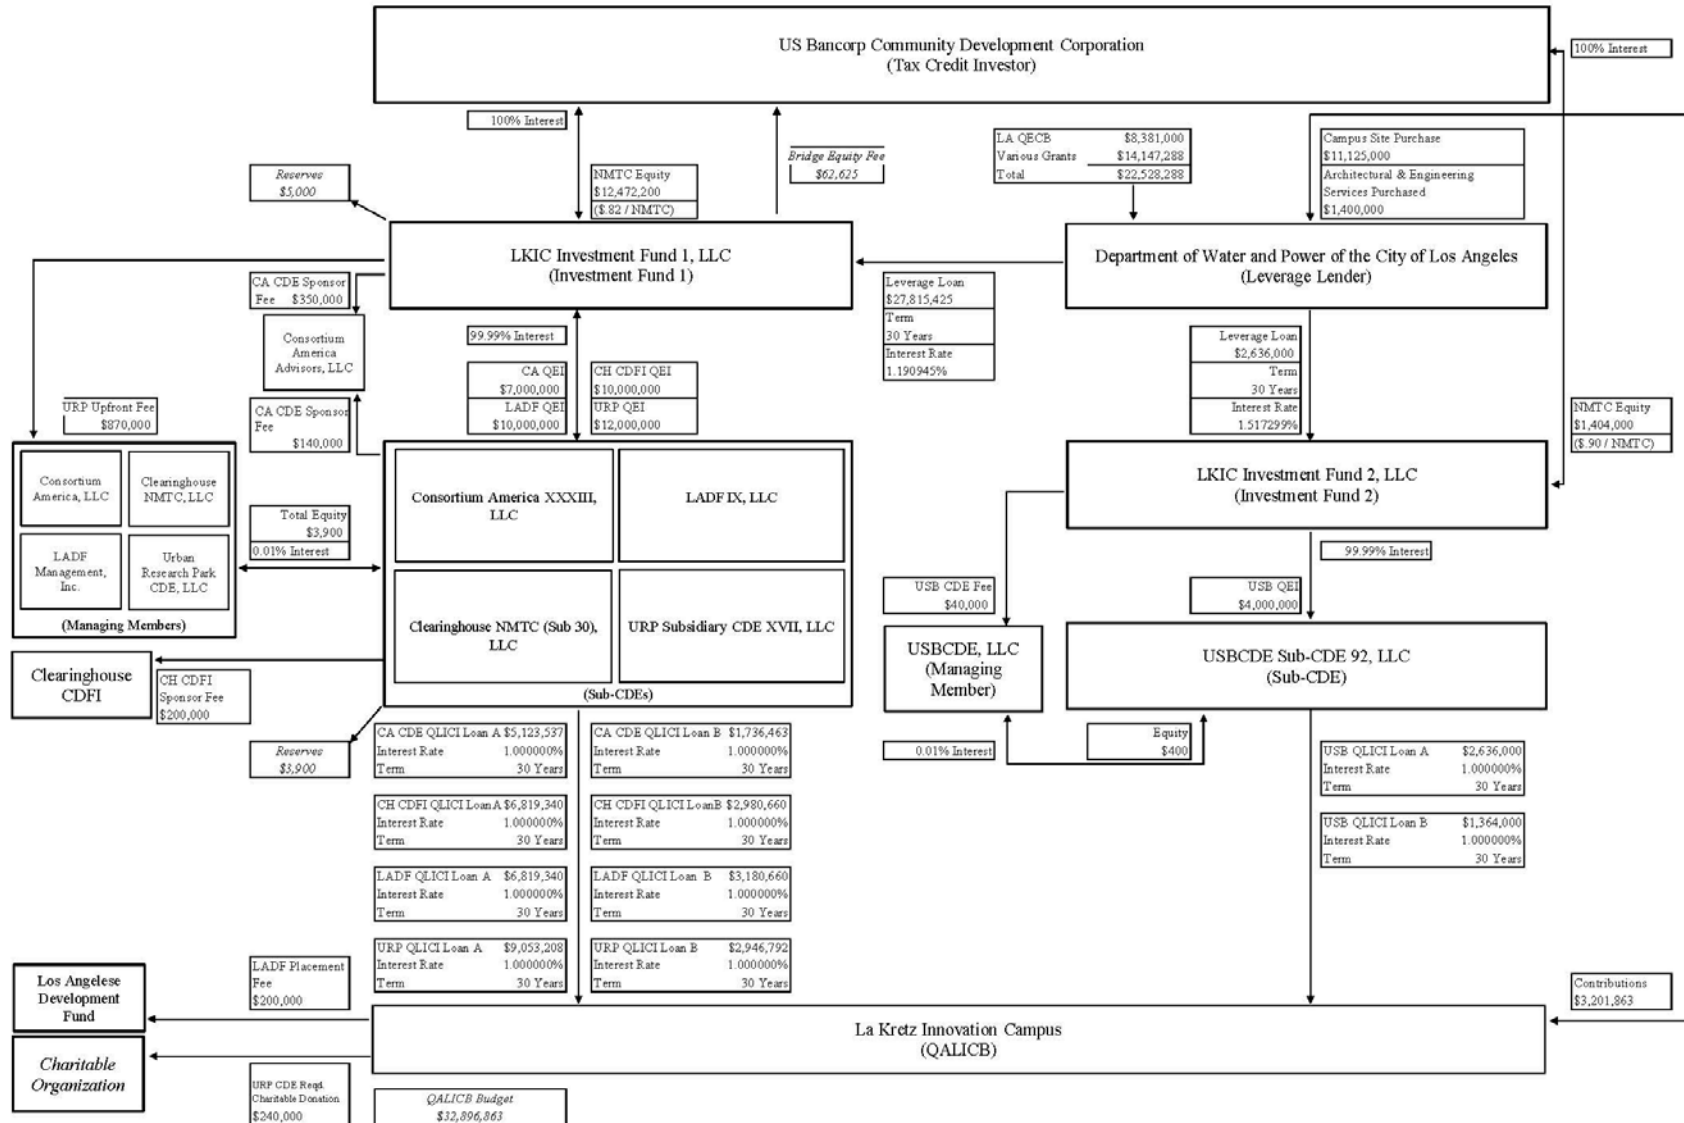 US Bancorp Community Development Corporation
(Tax Credit Investor)
100% Interest
100% Interest
Reserves
$5,000
NMTC Equity
$12,472,200
($.82 / NMTC)
Bridge Equity Fee
$62,625
LA QECB $8,381,000
Various Grants $14,147,288
Total $22,528,288
Campus Site Purchase
$11,125,000
Architectural & Engineering
Services Purchased
$1,400,000
LKIC Investment Fund 1, LLC
(Investment Fund 1)
Department of Water and Power of the City of Los Angeles
(Leverage Lender)
CA CDE Sponsor
Fee $350,000
Leverage Loan
$27,815,425
Term
30 Years
Interest Rate
1.190945%
Consortium
America
Advisors, LLC
99.99% Interest
Leverage Loan
$2,636,000
Term
30 Years
Interest Rate
1.517299%
CA QEI
$7,000,000
LADF QEI
$10,000,000
CH CDFI QEI
$10,000,000
URP QEI
$12,000,000
URP Upfront Fee
$870,000
CA CDE Sponsor
Fee
$140,000
NMTC Equity
$1,404,000
($.90 / NMTC)
Consortium
America, LLC
Clearinghouse
NMTC, LLC
LADF
Management,
Inc.
Urban
Research Park
CDE, LLC
(Managing Members)
Total Equity
$3,900
0.01% Interest
Consortium America XXXIII,
LLC
LADF IX, LLC
Clearinghouse NMTC (Sub 30),
LLC
URP Subsidiary CDE XVII, LLC
(Sub-CDEs)
LKIC Investment Fund 2, LLC
(Investment Fund 2)
99.99% Interest
USB CDE Fee
$40,000
USB QEI
$4,000,000
USBCDE, LLC
(Managing
Member)
USBCDE Sub-CDE 92, LLC
(Sub-CDE)
Clearinghouse
CDFI
CH CDFI
Sponsor Fee
$200,000
Reserves
$3,900
0.01% Interest
Equity
$400
CA CDE QLICI Loan A $5,123,537
Interest Rate 1.000000%
Term 30 Years
CA CDE QLICI Loan B $1,736,463
Interest Rate 1.000000%
Term 30 Years
USB QLICI Loan A $2,636,000
Interest Rate 1.000000%
Term 30 Years
CH CDFI QLICI Loan A $6,819,340
Interest Rate 1.000000%
Term 30 Years
CH CDFI QLICI LoanB $2,980,660
Interest Rate 1.000000%
Term 30 Years
USB QLICI Loan B $1,364,000
Interest Rate 1.000000%
Term 30 Years
LADF QLICI Loan A $6,819,340
Interest Rate 1.000000%
Term 30 Years
LADF QLICI Loan B $3,180,660
Interest Rate 1.000000%
Term 30 Years
URP QLICI Loan A $9,053,208
Interest Rate 1.000000%
Term 30 Years
URP QLICI Loan B $2,946,792
Interest Rate 1.000000%
Term 30 Years
Los Angelese
Development
Fund
LADF Placement
Fee
$200,000
Contributions
$3,201,863
La Kretz Innovation Campus
(QALICB)
Charitable
Organization
URP CDE Reqd.
Charitable Donation
$240,000
QALICB Budget
$32,896,863